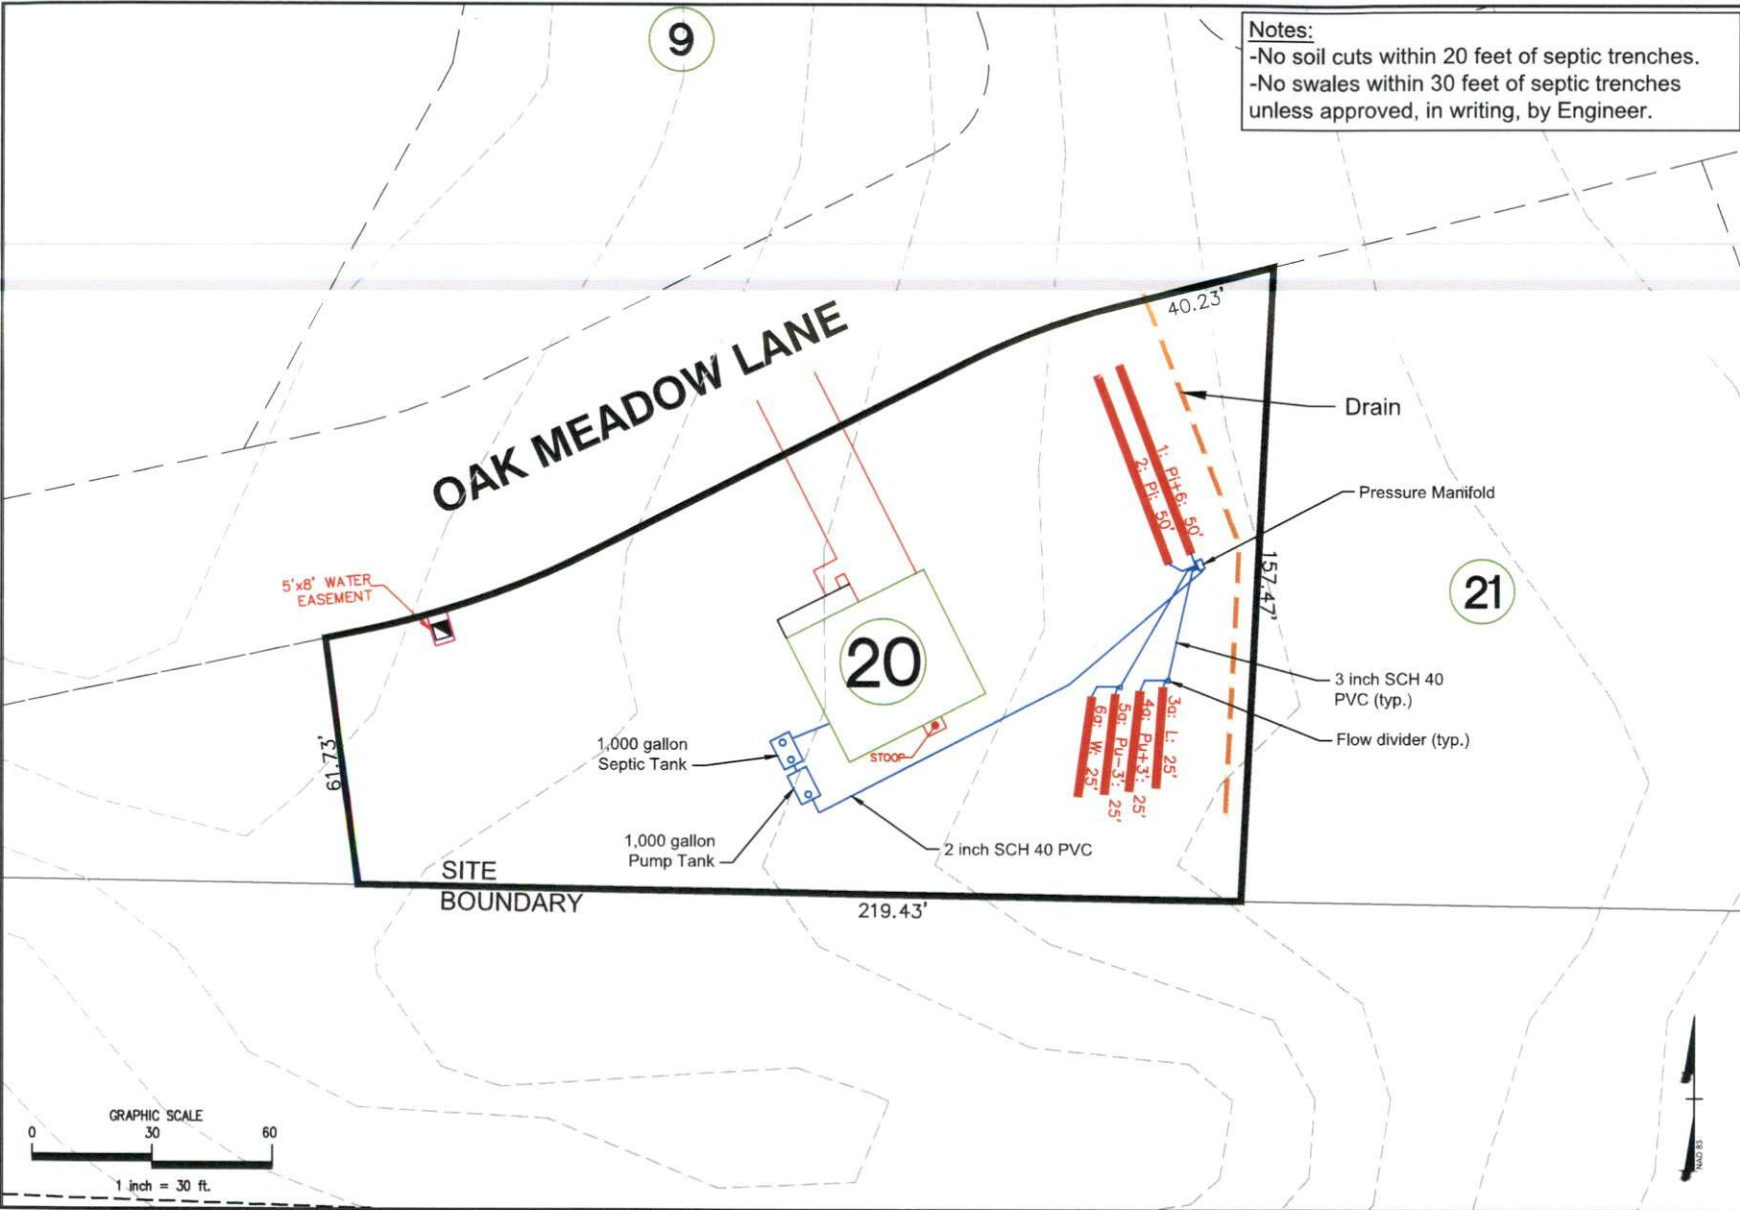 9
Notes:
-No soil cuts within 20 feet of septic trenches.
-No swales within 30 feet of septic trenches
unless approved, in writing, by Engineer.
40.23'
OAK MEADOW LANE
Drain
1: Pi+6: 50'
2: Pi: 50'
Pressure Manifold
5'x8' WATER
EASEMENT
157.47'
21
20
3 inch SCH 40
PVC (typ.)
Flow divider (typ.)
3a: L: 25'
4a: Pu+3': 25'
5a: Pu-3': 25'
6a: W: 25'
STOOP
1,000 gallon
Septic Tank
61.73'
1,000 gallon
Pump Tank
2 inch SCH 40 PVC
SITE
BOUNDARY
219.43'
GRAPHIC SCALE
0 30 60
1 inch = 30 ft.
NAD 83